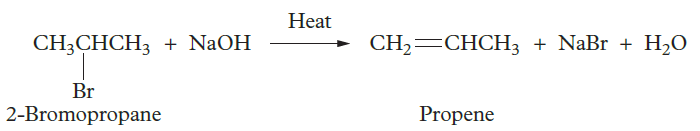 Heat
CH₃CHCH₃ + NaOH ⟶ CH₂=CHCH₃ + NaBr + H₂O
Br
2-Bromopropane Propene